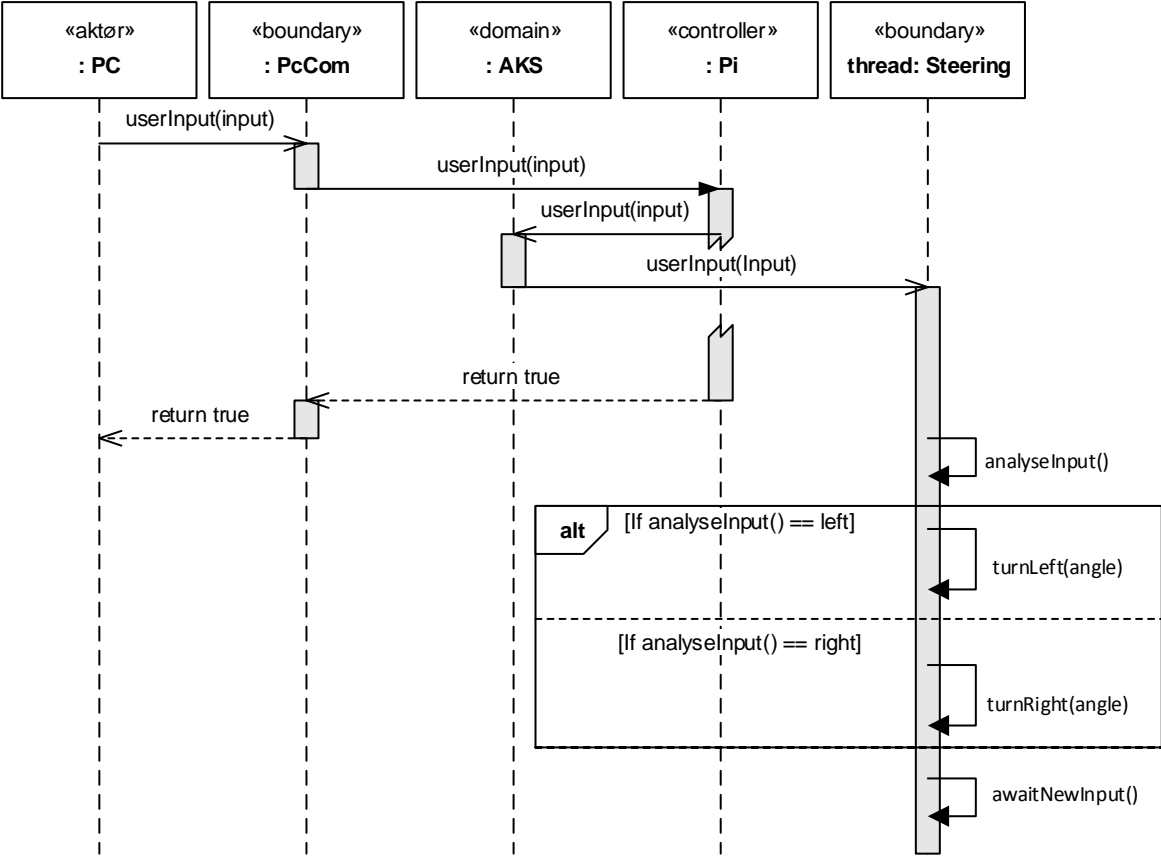 «aktør»
: PC
«boundary»
: PcCom
«domain»
: AKS
«controller»
: Pi
«boundary»
thread: Steering
userInput(input)
userInput(input)
userInput(input)
userInput(Input)
return true
return true
analyseInput()
alt
[If analyseInput() == left]
turnLeft(angle)
[If analyseInput() == right]
turnRight(angle)
awaitNewInput()